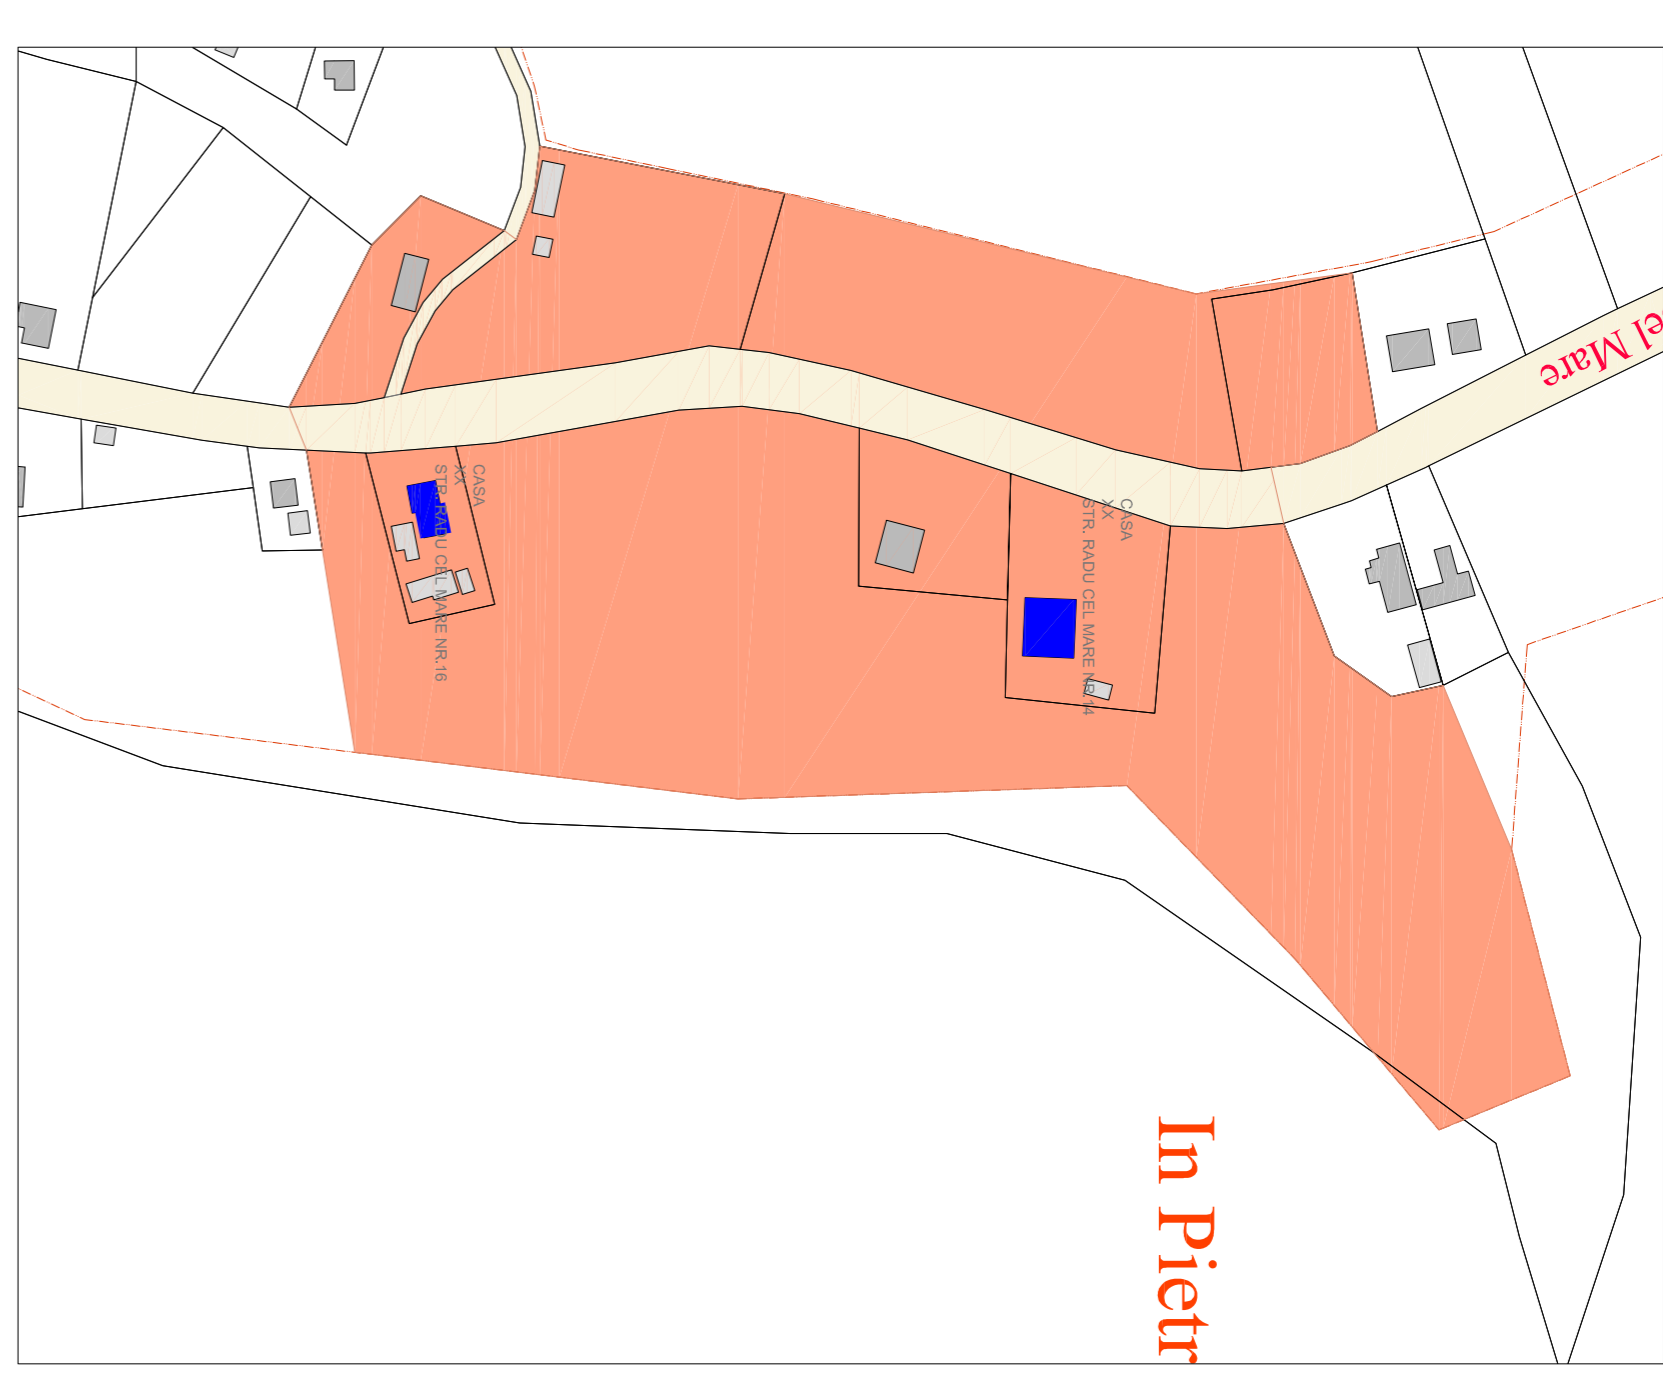 el Mare
CASA
XX
STR. RADU CEL MARE NR.16
CASA
XX
STR. RADU CEL MARE NR.14
In Pietr